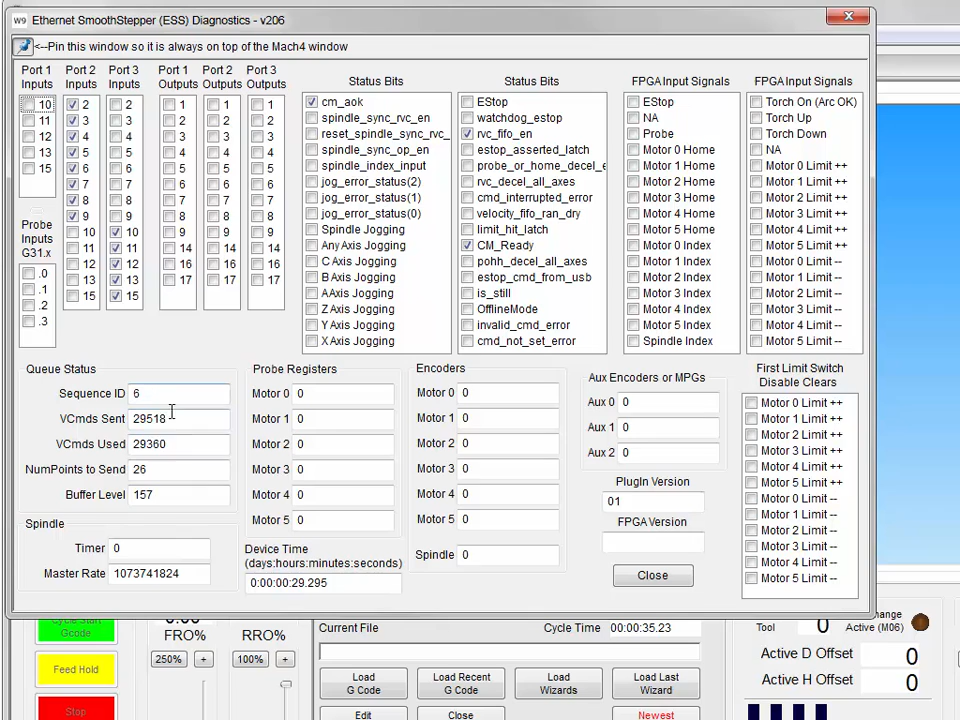 W9 Ethernet SmoothStepper (ESS) Diagnostics - v206
<--Pin this window so it is always on top of the Mach4 window
Port 1 Inputs
10
11
12
13
15
Port 2 Inputs
2
3
4
5
6
7
8
9
10
11
12
13
15
Port 3 Inputs
2
3
4
5
6
7
8
9
10
11
12
13
15
Port 1 Outputs
1
2
3
4
5
6
7
8
9
14
16
17
Port 2 Outputs
1
2
3
4
5
6
7
8
9
14
16
17
Port 3 Outputs
1
2
3
4
5
6
7
8
9
14
16
17
Probe Inputs G31.x
.0
.1
.2
.3
Status Bits
cm_aok
spindle_sync_rvc_en
reset_spindle_sync_rvc_
spindle_sync_op_en
spindle_index_input
jog_error_status(2)
jog_error_status(1)
jog_error_status(0)
Spindle Jogging
Any Axis Jogging
C Axis Jogging
B Axis Jogging
A Axis Jogging
Z Axis Jogging
Y Axis Jogging
X Axis Jogging
Status Bits
EStop
watchdog_estop
rvc_fifo_en
estop_asserted_latch
probe_or_home_decel_e
rvc_decel_all_axes
cmd_interrupted_error
velocity_fifo_ran_dry
limit_hit_latch
CM_Ready
pohh_decel_all_axes
estop_cmd_from_usb
is_still
OfflineMode
invalid_cmd_error
cmd_not_set_error
FPGA Input Signals
EStop
NA
Probe
Motor 0 Home
Motor 1 Home
Motor 2 Home
Motor 3 Home
Motor 4 Home
Motor 5 Home
Motor 0 Index
Motor 1 Index
Motor 2 Index
Motor 3 Index
Motor 4 Index
Motor 5 Index
Spindle Index
FPGA Input Signals
Torch On (Arc OK)
Torch Up
Torch Down
NA
Motor 0 Limit ++
Motor 1 Limit ++
Motor 2 Limit ++
Motor 3 Limit ++
Motor 4 Limit ++
Motor 5 Limit ++
Motor 0 Limit --
Motor 1 Limit --
Motor 2 Limit --
Motor 3 Limit --
Motor 4 Limit --
Motor 5 Limit --
Queue Status
Sequence ID 6
VCmds Sent 29518
VCmds Used 29360
NumPoints to Send 26
Buffer Level 157
Spindle
Timer 0
Master Rate 1073741824
Probe Registers
Motor 0 0
Motor 1 0
Motor 2 0
Motor 3 0
Motor 4 0
Motor 5 0
Device Time
(days:hours:minutes:seconds)
0:00:00:29.295
Encoders
Motor 0 0
Motor 1 0
Motor 2 0
Motor 3 0
Motor 4 0
Motor 5 0
Spindle 0
Aux Encoders or MPGs
Aux 0 0
Aux 1 0
Aux 2 0
PlugIn Version
01
FPGA Version
Close
First Limit Switch
Disable Clears
Motor 0 Limit ++
Motor 1 Limit ++
Motor 2 Limit ++
Motor 3 Limit ++
Motor 4 Limit ++
Motor 5 Limit ++
Motor 0 Limit --
Motor 1 Limit --
Motor 2 Limit --
Motor 3 Limit --
Motor 4 Limit --
Motor 5 Limit --
Cycle Start
Gcode
Feed Hold
Stop
FRO%
RRO%
250% +
100% +
Current File
Cycle Time 00:00:35.23
Load
G Code
Load Recent
G Code
Load
Wizards
Load Last
Wizard
Edit
Close
Newest
Tool 0
Active (M06)
Active D Offset 0
Active H Offset 0